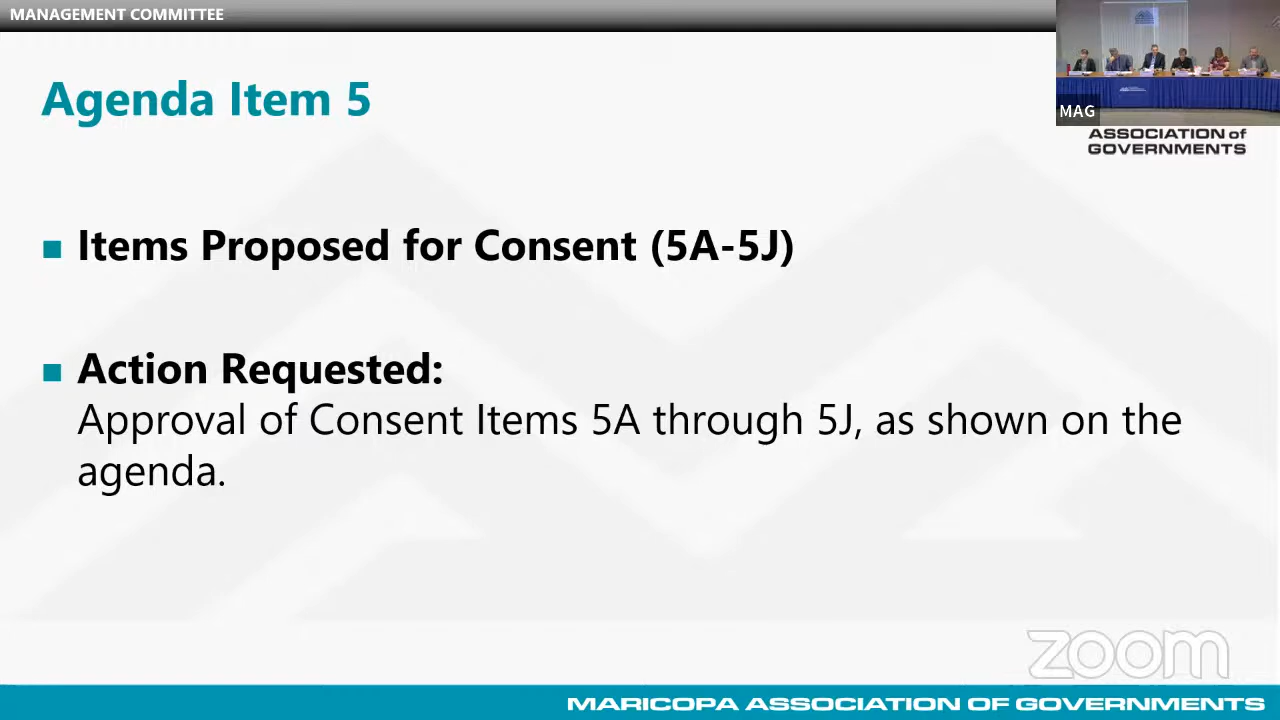 MANAGEMENT COMMITTEE
Agenda Item 5
MAG
ASSOCIATION of
GOVERNMENTS
Items Proposed for Consent (5A-5J)
Action Requested:
Approval of Consent Items 5A through 5J, as shown on the
agenda.
zoom
MARICOPA ASSOCIATION OF GOVERNMENTS